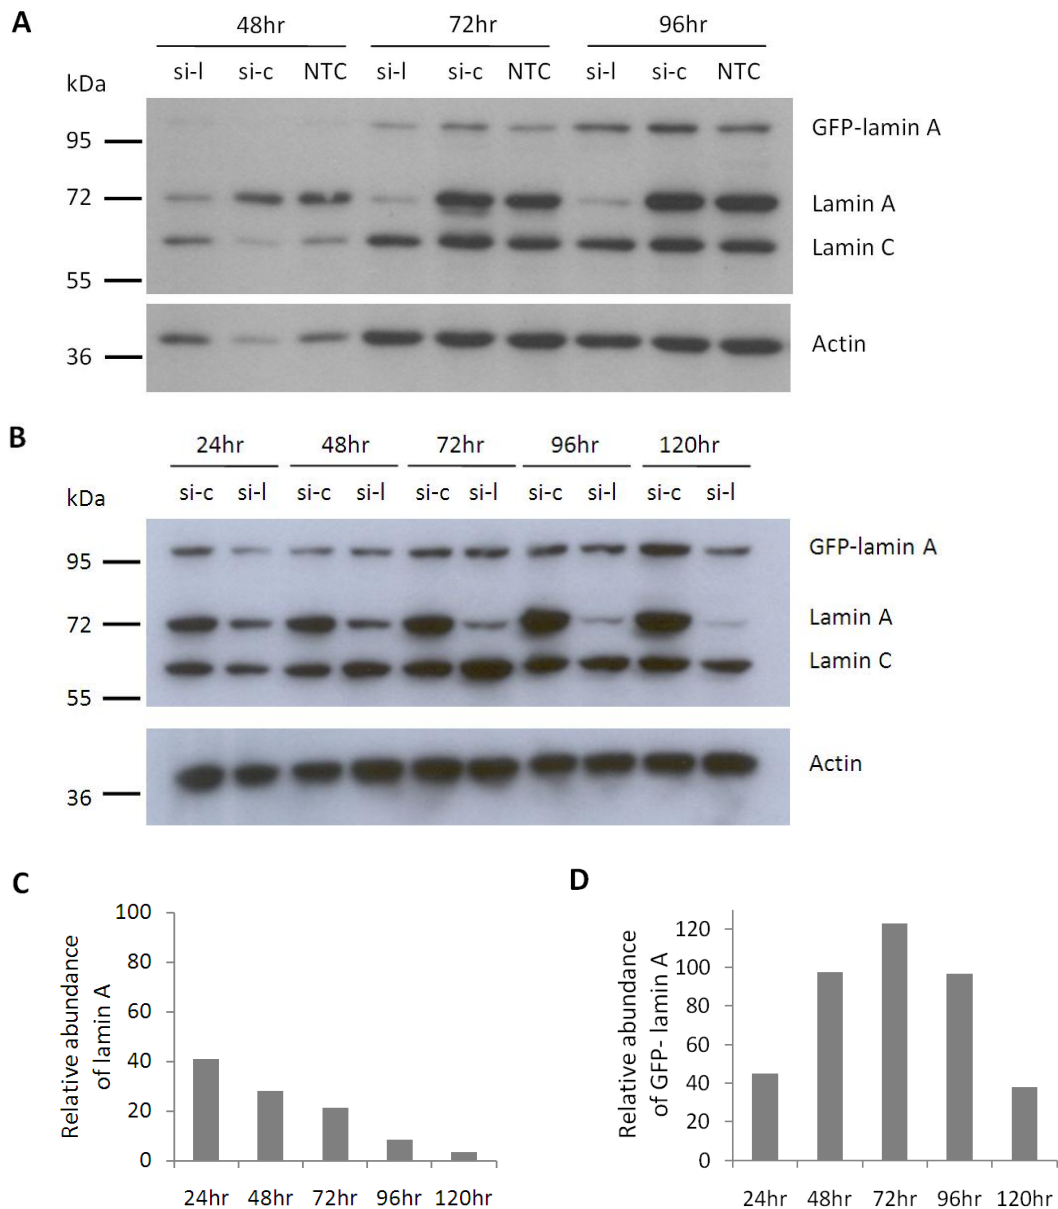 A
48hr 72hr 96hr
kDa
si-l si-c NTC si-l si-c NTC si-l si-c NTC
GFP-lamin A
95
72
Lamin A
Lamin C
55
Actin
36
B
24hr 48hr 72hr 96hr 120hr
kDa
si-c si-l si-c si-l si-c si-l si-c si-l si-c si-l
GFP-lamin A
95
Lamin A
72
Lamin C
55
Actin
36
C
Relative abundance
of lamin A
100
80
60
40
20
0
24hr 48hr 72hr 96hr 120hr
D
Relative abundance
of GFP- lamin A
120
100
80
60
40
20
0
24hr 48hr 72hr 96hr 120hr